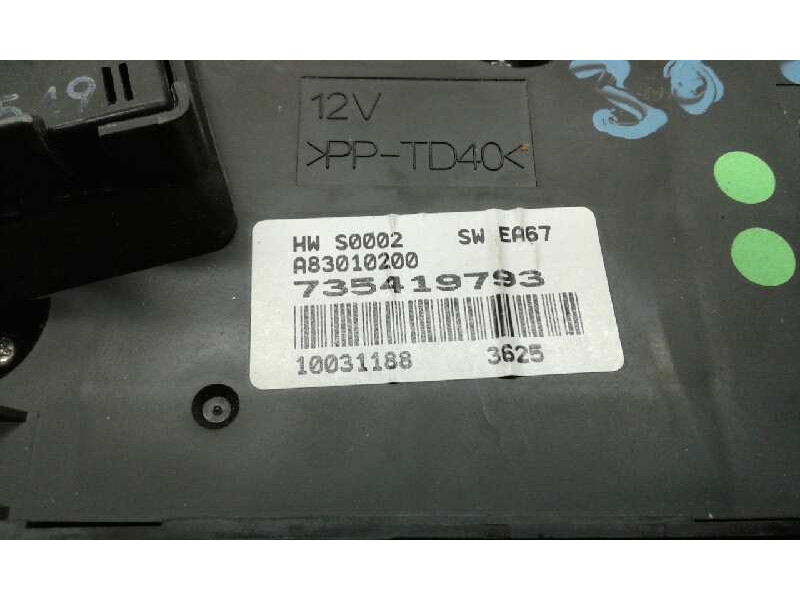 12V
>PP-TD40<
HW S0002 SW EA67
A83010200
735419793
10031188 3625